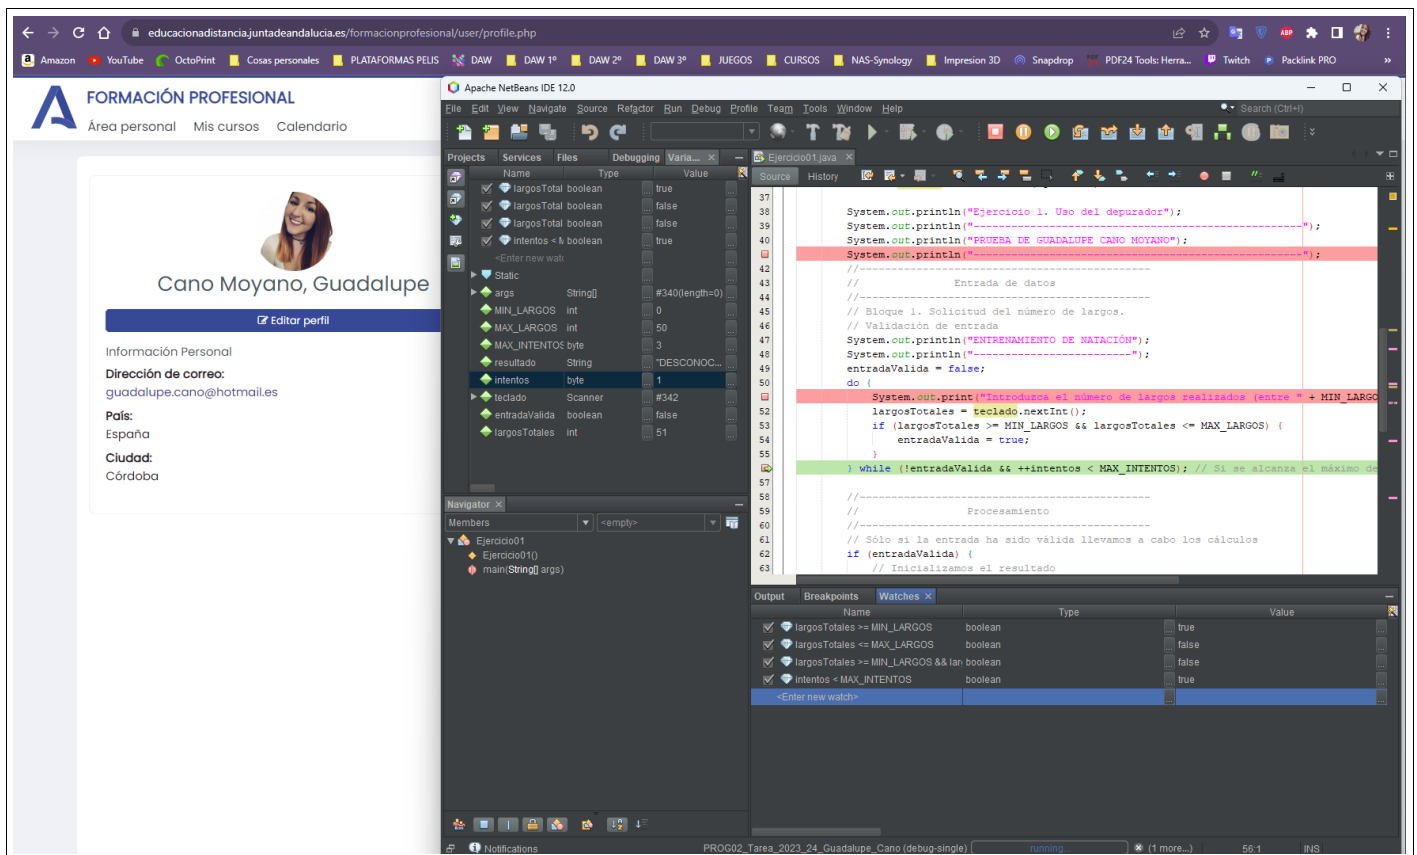 educacionadistancia.juntadeandalucia.es/formacionprofesional/user/profile.php
Amazon YouTube OctoPrint Cosas personales PLATAFORMAS PELIS DAW DAW 1º DAW 2º DAW 3º JUEGOS CURSOS NAS-Synology Impresion 3D Snapdrop PDF24 Tools: Herra... Twitch Packlink PRO »
FORMACIÓN PROFESIONAL
Área personal Mis cursos Calendario
Cano Moyano, Guadalupe
Editar perfil
Información Personal
Dirección de correo:
guadalupe.cano@hotmail.es
País:
España
Ciudad:
Córdoba
Apache NetBeans IDE 12.0
File Edit View Navigate Source Refactor Run Debug Profile Team Tools Window Help Search (Ctrl+I)
Projects Services Files Debugging Varia... ×
Name Type Value
largosTotal boolean true
largosTotal boolean false
largosTotal boolean false
intentos < M boolean true
<Enter new watc
Static
args String[] #340(length=0)
MIN_LARGOS int 0
MAX_LARGOS int 50
MAX_INTENTOS byte 3
resultado String "DESCONOC...
intentos byte 1
teclado Scanner #342
entradaValida boolean false
largosTotales int 51
Navigator ×
Members <empty>
Ejercicio01
Ejercicio01()
main(String[] args)
Ejercicio01.java ×
Source History
37
38 System.out.println("Ejercicio 1. Uso del depurador");
39 System.out.println("-----------------------------------------------------");
40 System.out.println("PRUEBA DE GUADALUPE CANO MOYANO");
System.out.println("-----------------------------------------------------");
42 //-----------------------------------------------
43 // Entrada de datos
44 //-----------------------------------------------
45 // Bloque 1. Solicitud del número de largos.
46 // Validación de entrada
47 System.out.println("ENTRENAMIENTO DE NATACIÓN");
48 System.out.println("-------------------------");
49 entradaValida = false;
50 do {
System.out.print("Introduzca el número de largos realizados (entre " + MIN_LARGO
52 largosTotales = teclado.nextInt();
53 if (largosTotales >= MIN_LARGOS && largosTotales <= MAX_LARGOS) {
54 entradaValida = true;
55 }
} while (!entradaValida && ++intentos < MAX_INTENTOS); // Si se alcanza el máximo de
57
58 //-----------------------------------------------
59 // Procesamiento
60 //-----------------------------------------------
61 // Sólo si la entrada ha sido válida llevamos a cabo los cálculos
62 if (entradaValida) {
63 // Inicializamos el resultado
Output Breakpoints Watches ×
Name Type Value
largosTotales >= MIN_LARGOS boolean true
largosTotales <= MAX_LARGOS boolean false
largosTotales >= MIN_LARGOS && lar boolean false
intentos < MAX_INTENTOS boolean true
<Enter new watch>
Notifications PROG02_Tarea_2023_24_Guadalupe_Cano (debug-single) running... (1 more...) 56:1 INS